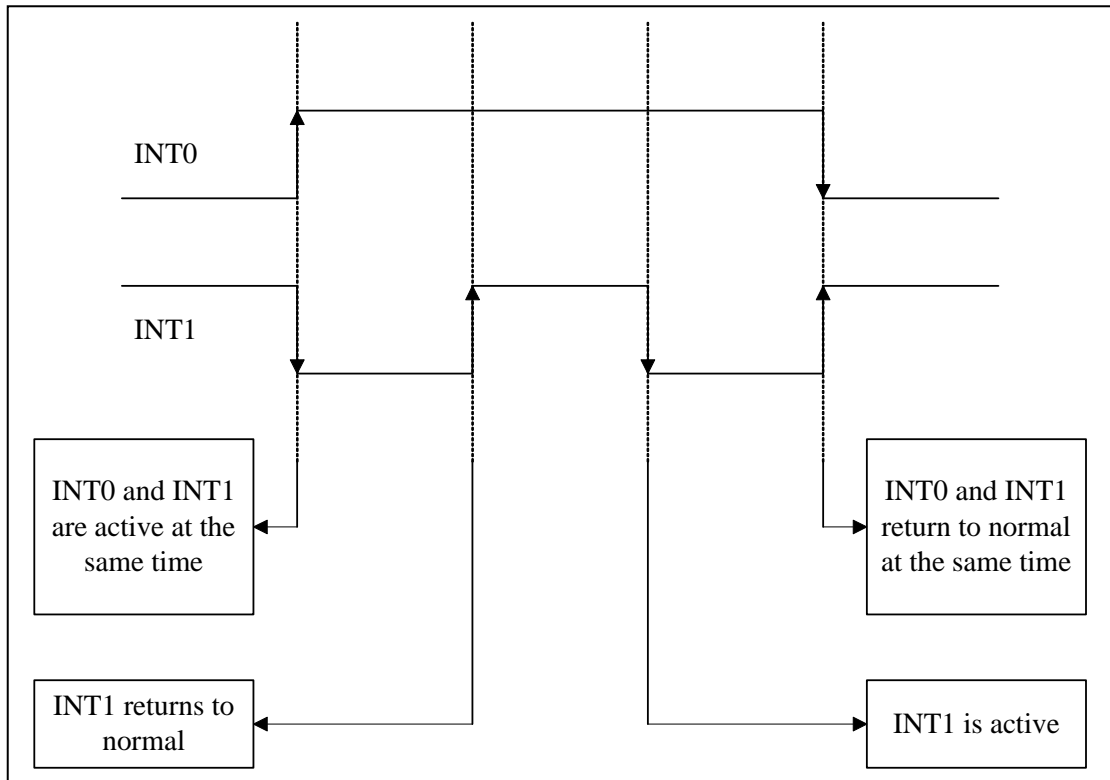 INT0
INT1
INT0 and INT1
are active at the
same time
INT0 and INT1
return to normal
at the same time
INT1 returns to
normal
INT1 is active